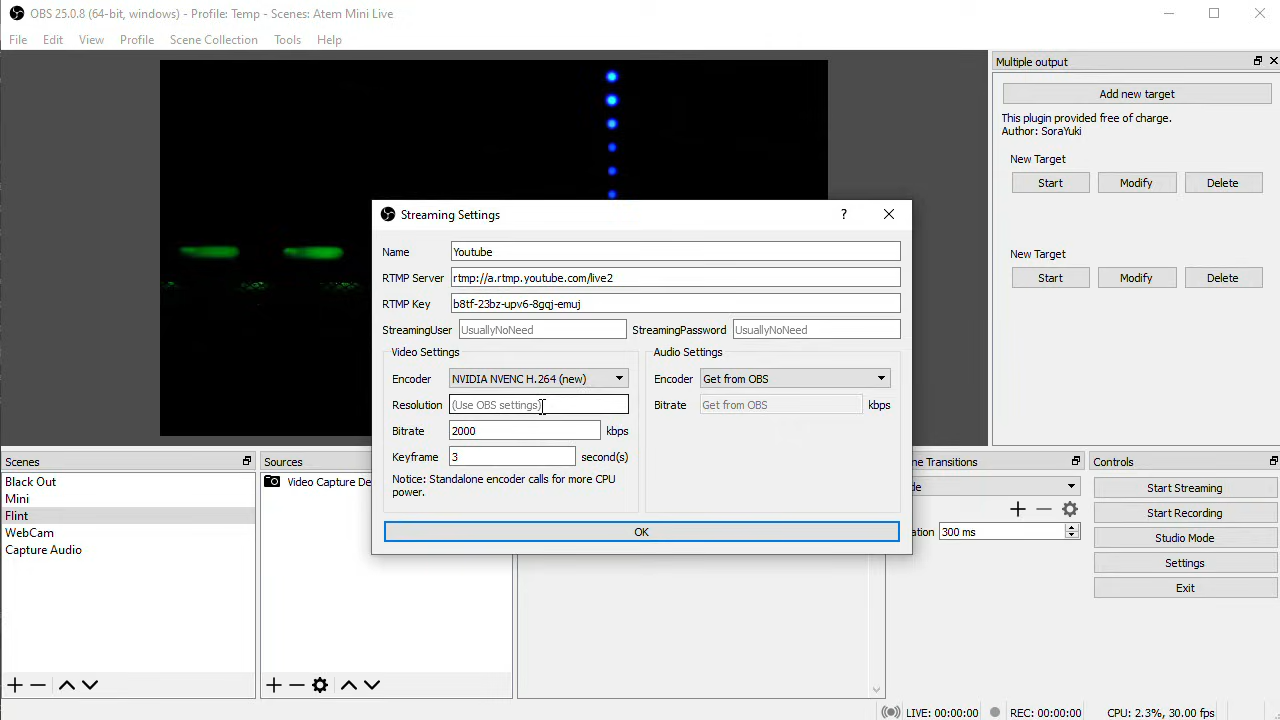 OBS 25.0.8 (64-bit, windows) - Profile: Temp - Scenes: Atem Mini Live
File Edit View Profile Scene Collection Tools Help
Multiple output
Add new target
This plugin provided free of charge.
Author: SoraYuki
New Target
Start Modify Delete
New Target
Start Modify Delete
Streaming Settings
?
Name Youtube
RTMP Server rtmp://a.rtmp.youtube.com/live2
RTMP Key b8tf-23bz-upv6-8gqj-emuj
StreamingUser UsuallyNoNeed StreamingPassword UsuallyNoNeed
Video Settings Audio Settings
Encoder NVIDIA NVENC H.264 (new) Encoder Get from OBS
Resolution (Use OBS settings) Bitrate Get from OBS kbps
Bitrate 2000 kbps
Keyframe 3 second(s)
Notice: Standalone encoder calls for more CPU
power.
OK
Scenes
Black Out
Mini
Flint
WebCam
Capture Audio
Sources
Video Capture De
ne Transitions
de
ation 300 ms
Controls
Start Streaming
Start Recording
Studio Mode
Settings
Exit
LIVE: 00:00:00 REC: 00:00:00 CPU: 2.3%, 30.00 fps